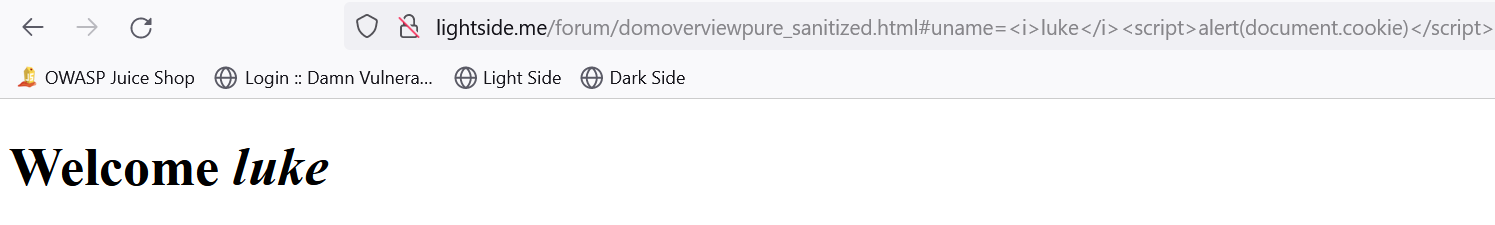 lightside.me/forum/domoverviewpure_sanitized.html#uname=<i>luke</i><script>alert(document.cookie)</script>
OWASP Juice Shop Login :: Damn Vulnera... Light Side Dark Side
Welcome luke